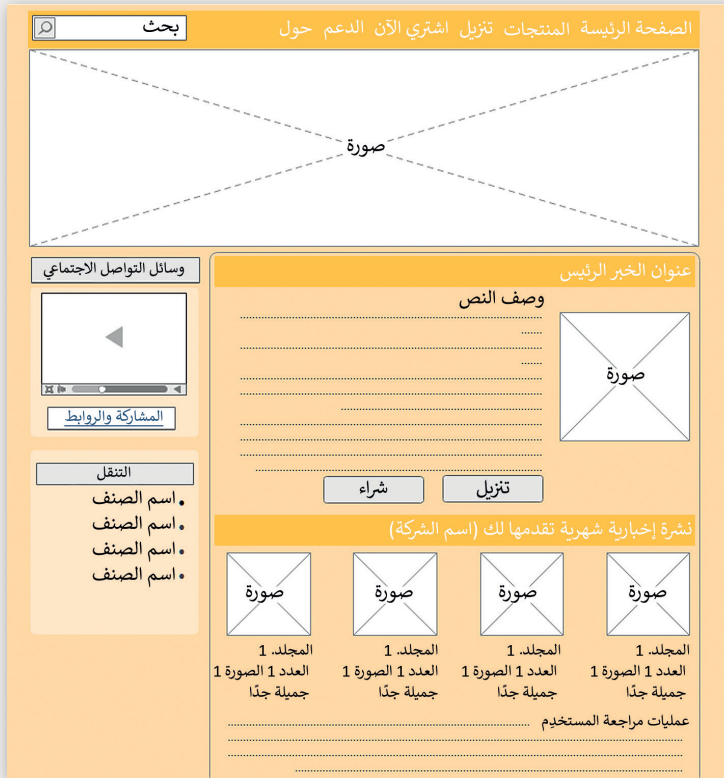 الصفحة الرئيسة المنتجات تنزيل اشتري الآن الدعم حول
بحث
صورة
عنوان الخبر الرئيس
وصف النص
صورة
تنزيل
شراء
نشرة إخبارية شهرية تقدمها لك (اسم الشركة)
صورة صورة صورة صورة
المجلد. 1 المجلد. 1 المجلد. 1 المجلد. 1
العدد 1 الصورة 1 العدد 1 الصورة 1 العدد 1 الصورة 1 العدد 1 الصورة 1
جميلة جدًا جميلة جدًا جميلة جدًا جميلة جدًا
عمليات مراجعة المستخدِم
وسائل التواصل الاجتماعي
المشاركة والروابط
التنقل
• اسم الصنف
• اسم الصنف
• اسم الصنف
• اسم الصنف